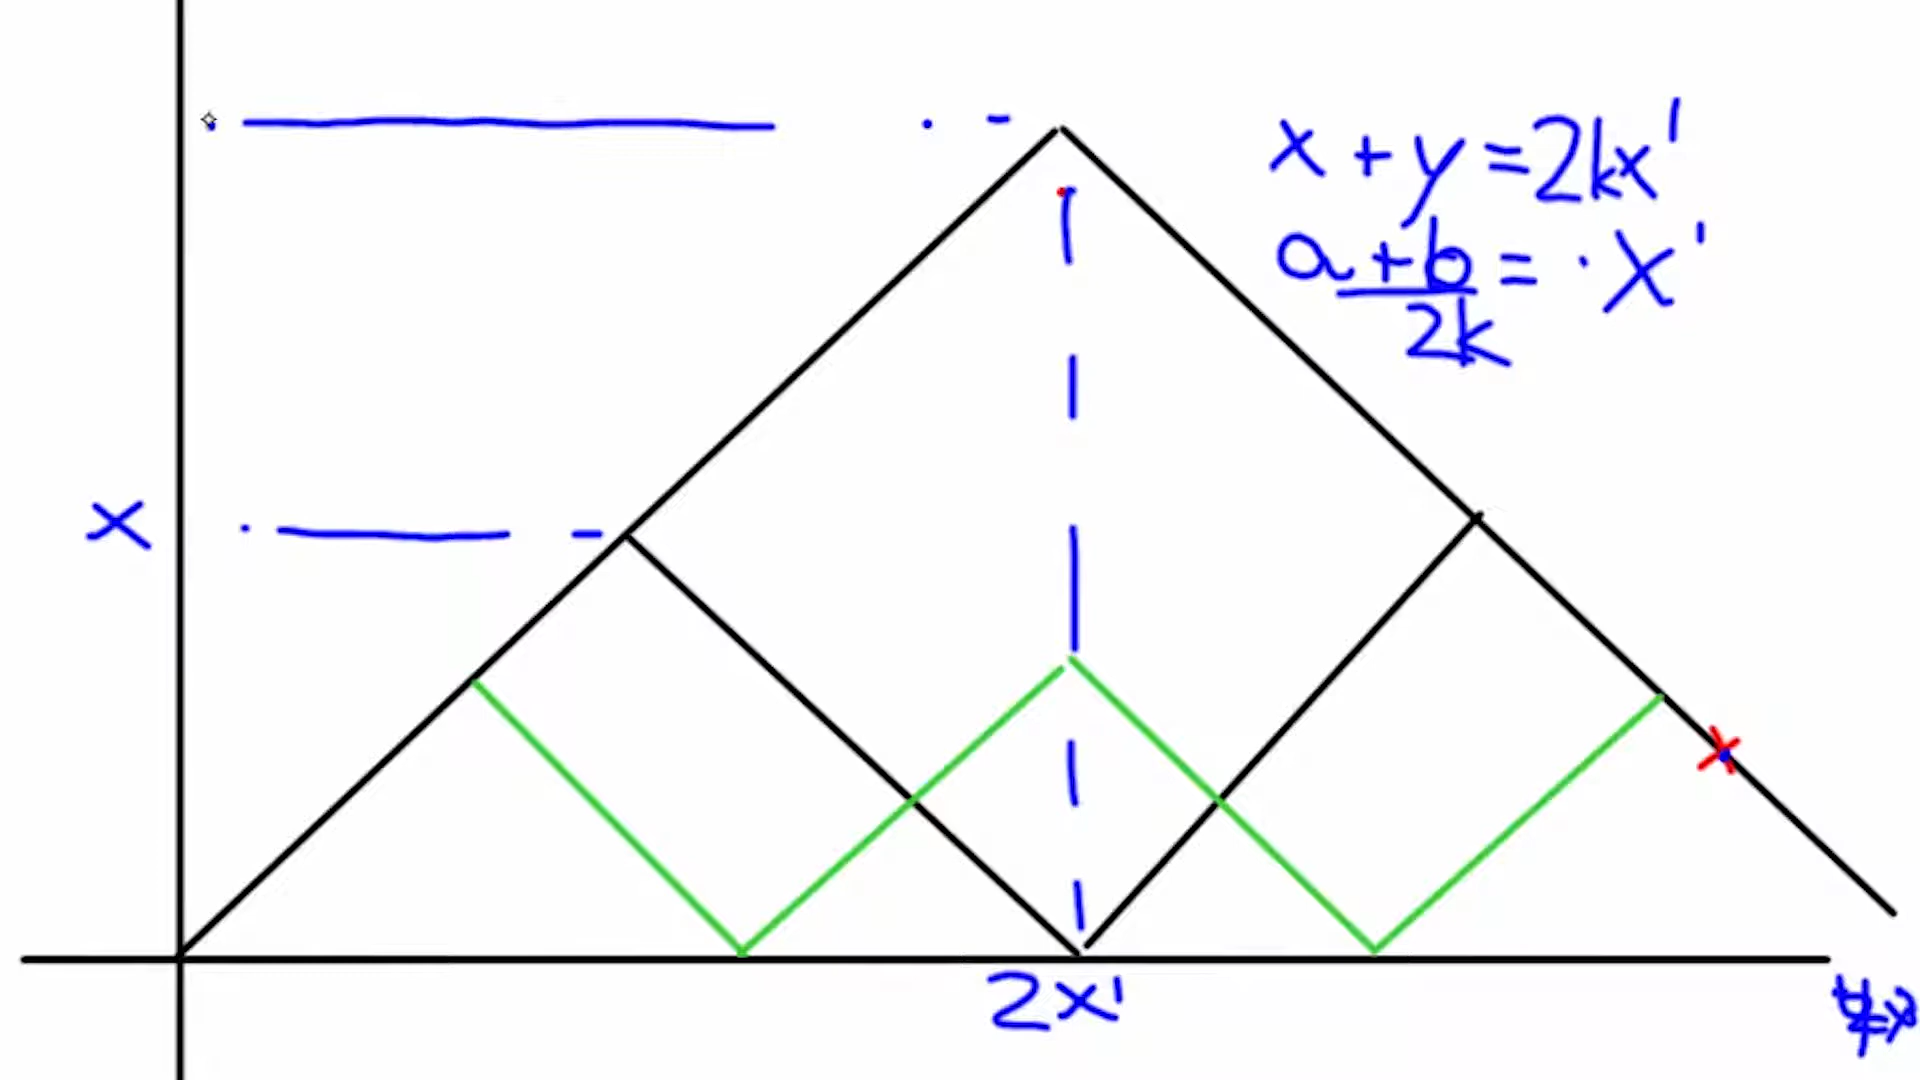 x + y = 2kx'
a + b = · x'
2k
x
2x'